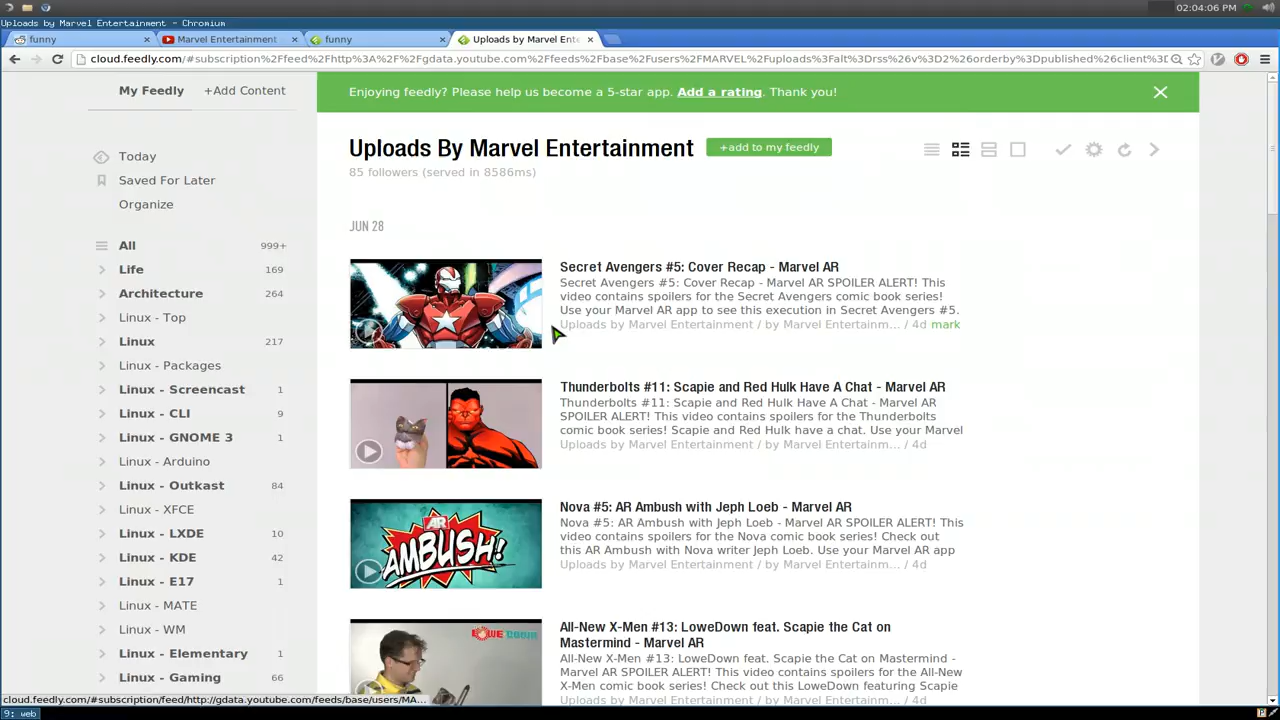 02:04:06 PM
Uploads by Marvel Entertainment - Chromium
funny
Marvel Entertainment
funny
Uploads by Marvel Ente
cloud.feedly.com/#subscription%2Ffeed%2Fhttp%3A%2F%2Fgdata.youtube.com%2Ffeeds%2Fbase%2Fusers%2FMARVEL%2Fuploads%3Falt%3Drss%26v%3D2%26orderby%3Dpublished%26client%3D
My Feedly
+Add Content
Enjoying feedly? Please help us become a 5-star app. Add a rating. Thank you!
Today
Saved For Later
Organize
All 999+
Life 169
Architecture 264
Linux - Top
Linux 217
Linux - Packages
Linux - Screencast 1
Linux - CLI 9
Linux - GNOME 3 1
Linux - Arduino
Linux - Outkast 84
Linux - XFCE
Linux - LXDE 10
Linux - KDE 42
Linux - E17 1
Linux - MATE
Linux - WM
Linux - Elementary 1
Linux - Gaming 66
Uploads By Marvel Entertainment
+add to my feedly
85 followers (served in 8586ms)
JUN 28
Secret Avengers #5: Cover Recap - Marvel AR
Secret Avengers #5: Cover Recap - Marvel AR SPOILER ALERT! This
video contains spoilers for the Secret Avengers comic book series!
Use your Marvel AR app to see this execution in Secret Avengers #5.
Uploads by Marvel Entertainment / by Marvel Entertainm... / 4d mark
Thunderbolts #11: Scapie and Red Hulk Have A Chat - Marvel AR
Thunderbolts #11: Scapie and Red Hulk Have A Chat - Marvel AR
SPOILER ALERT! This video contains spoilers for the Thunderbolts
comic book series! Scapie and Red Hulk have a chat. Use your Marvel
Uploads by Marvel Entertainment / by Marvel Entertainm... / 4d
AR
AMBUSH!
Nova #5: AR Ambush with Jeph Loeb - Marvel AR
Nova #5: AR Ambush with Jeph Loeb - Marvel AR SPOILER ALERT! This
video contains spoilers for the Nova comic book series! Check out
this AR Ambush with Nova writer Jeph Loeb. Use your Marvel AR app
Uploads by Marvel Entertainment / by Marvel Entertainm... / 4d
All-New X-Men #13: LoweDown feat. Scapie the Cat on
Mastermind - Marvel AR
All-New X-Men #13: LoweDown feat. Scapie the Cat on Mastermind -
Marvel AR SPOILER ALERT! This video contains spoilers for the All-New
X-Men comic book series! Check out this LoweDown featuring Scapie
Uploads by Marvel Entertainment / by Marvel Entertainm... / 4d
cloud.feedly.com/#subscription/feed/http://gdata.youtube.com/feeds/base/users/MA...
9: web